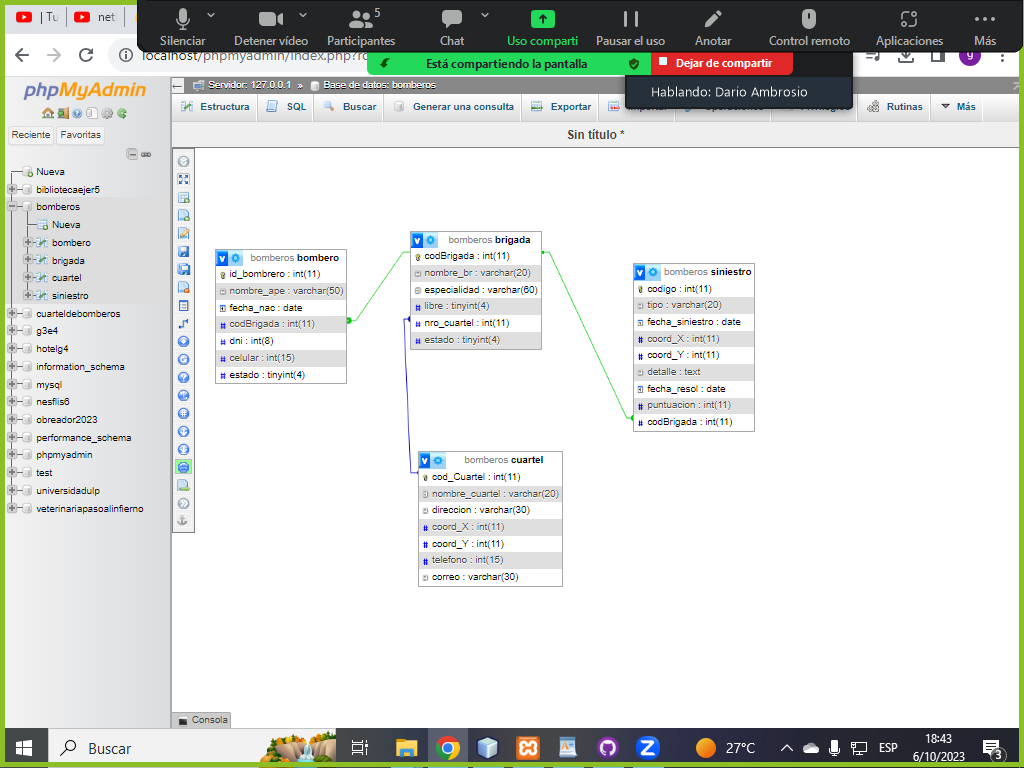 Tu
net
5
Silenciar
Detener vídeo
Participantes
Chat
Uso comparti
Pausar el uso
Anotar
Control remoto
Aplicaciones
Más
localhost/phpmyadmin/index.php?ro
Está compartiendo la pantalla
Dejar de compartir
g
Hablando: Dario Ambrosio
phpMyAdmin
Reciente
Favoritas
Servidor: 127.0.0.1 » Base de datos: bomberos
Estructura
SQL
Buscar
Generar una consulta
Exportar
Rutinas
Más
Sin título *
Nueva
bibliotecaejer5
bomberos
Nueva
bombero
brigada
cuartel
siniestro
cuarteldebomberos
g3e4
hotelg4
information_schema
mysql
nesflis6
obreador2023
performance_schema
phpmyadmin
test
universidadulp
veterinariapasoalinfierno
bomberos bombero
id_bombrero : int(11)
nombre_ape : varchar(50)
fecha_nac : date
codBrigada : int(11)
dni : int(8)
celular : int(15)
estado : tinyint(4)
bomberos brigada
codBrigada : int(11)
nombre_br : varchar(20)
especialidad : varchar(60)
libre : tinyint(4)
nro_cuartel : int(11)
estado : tinyint(4)
bomberos siniestro
codigo : int(11)
tipo : varchar(20)
fecha_siniestro : date
coord_X : int(11)
coord_Y : int(11)
detalle : text
fecha_resol : date
puntuacion : int(11)
codBrigada : int(11)
bomberos cuartel
cod_Cuartel : int(11)
nombre_cuartel : varchar(20)
direccion : varchar(30)
coord_X : int(11)
coord_Y : int(11)
telefono : int(15)
correo : varchar(30)
Consola
Buscar
27°C
ESP
18:43
6/10/2023
3